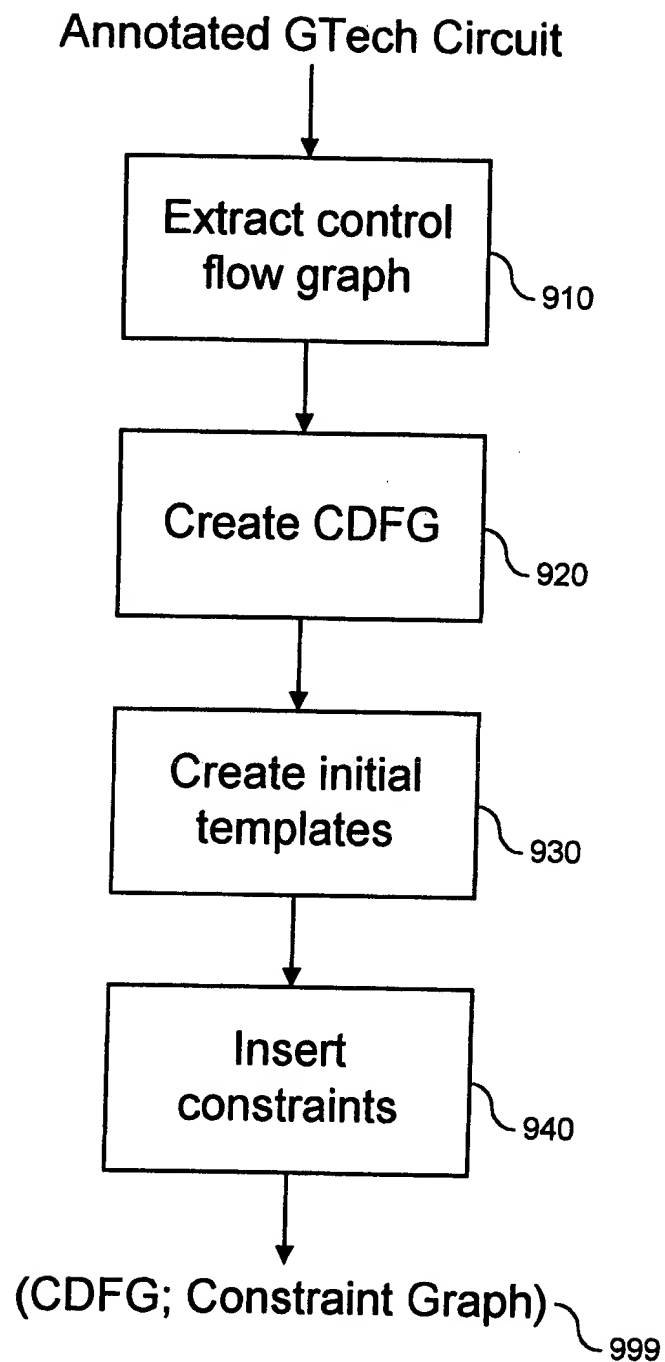 Annotated GTech Circuit
Extract control
flow graph
910
Create CDFG
920
Create initial
templates
930
Insert
constraints
940
(CDFG; Constraint Graph)
999